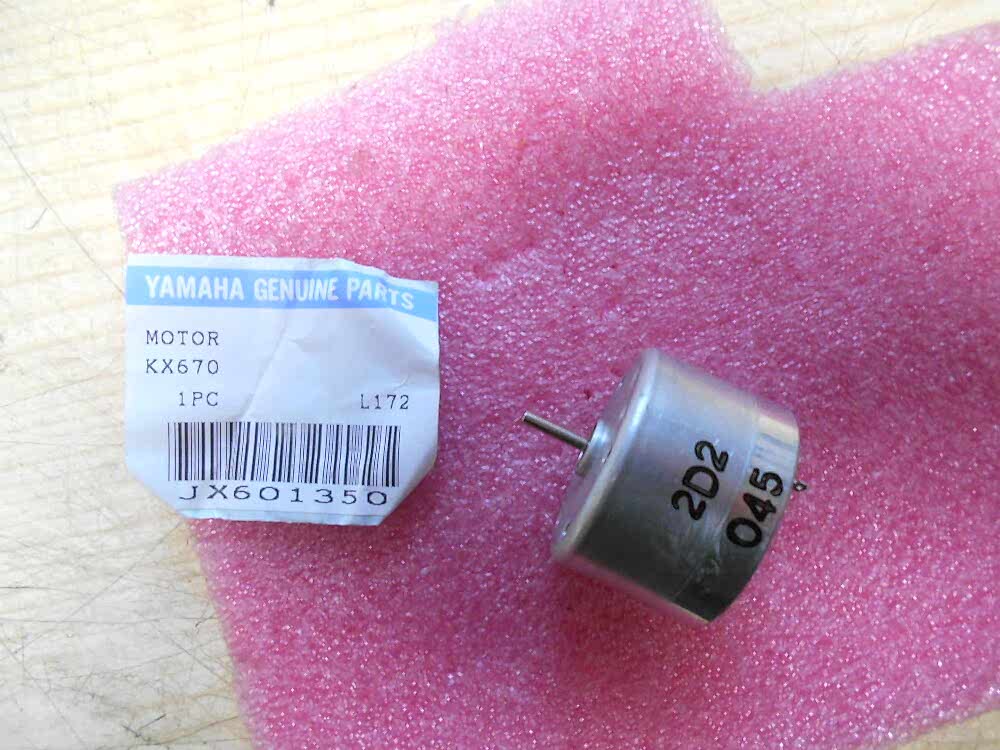 YAMAHA GENUINE PARTS
MOTOR
KX670
1PC L172
JX601350
2D2
045